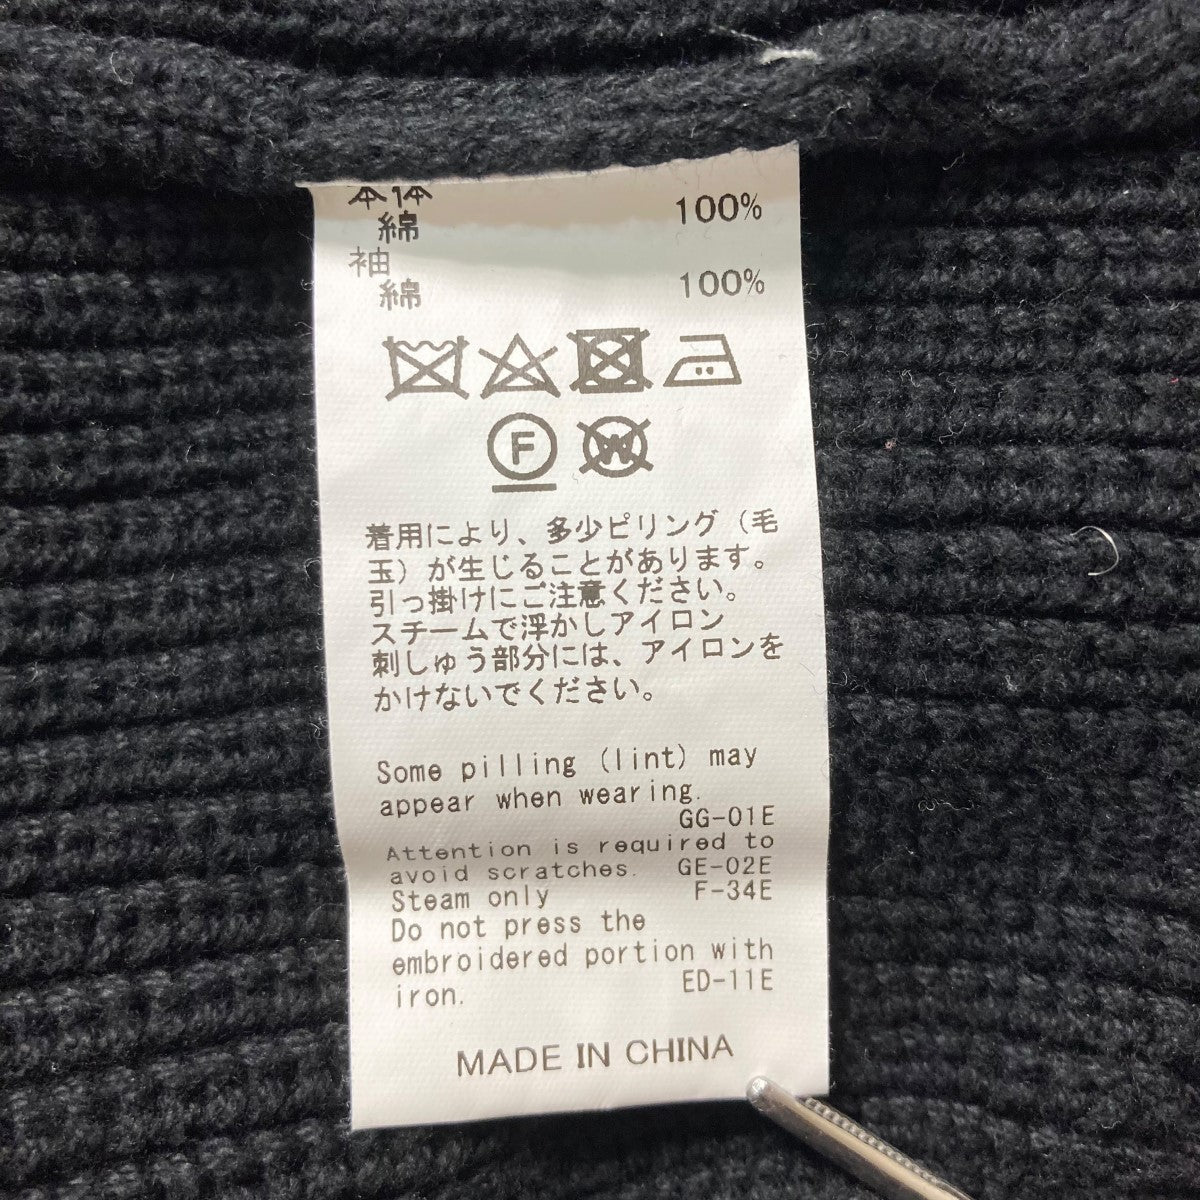 本体
綿 100%
袖
綿 100%
F W
着用により、多少ピリング（毛
玉）が生じることがあります。
引っ掛けにご注意ください。
スチームで浮かしアイロン
刺しゅう部分には、アイロンを
かけないでください。
Some pilling (lint) may
appear when wearing.
GG-01E
Attention is required to
avoid scratches. GE-02E
Steam only F-34E
Do not press the
embroidered portion with
iron. ED-11E
MADE IN CHINA